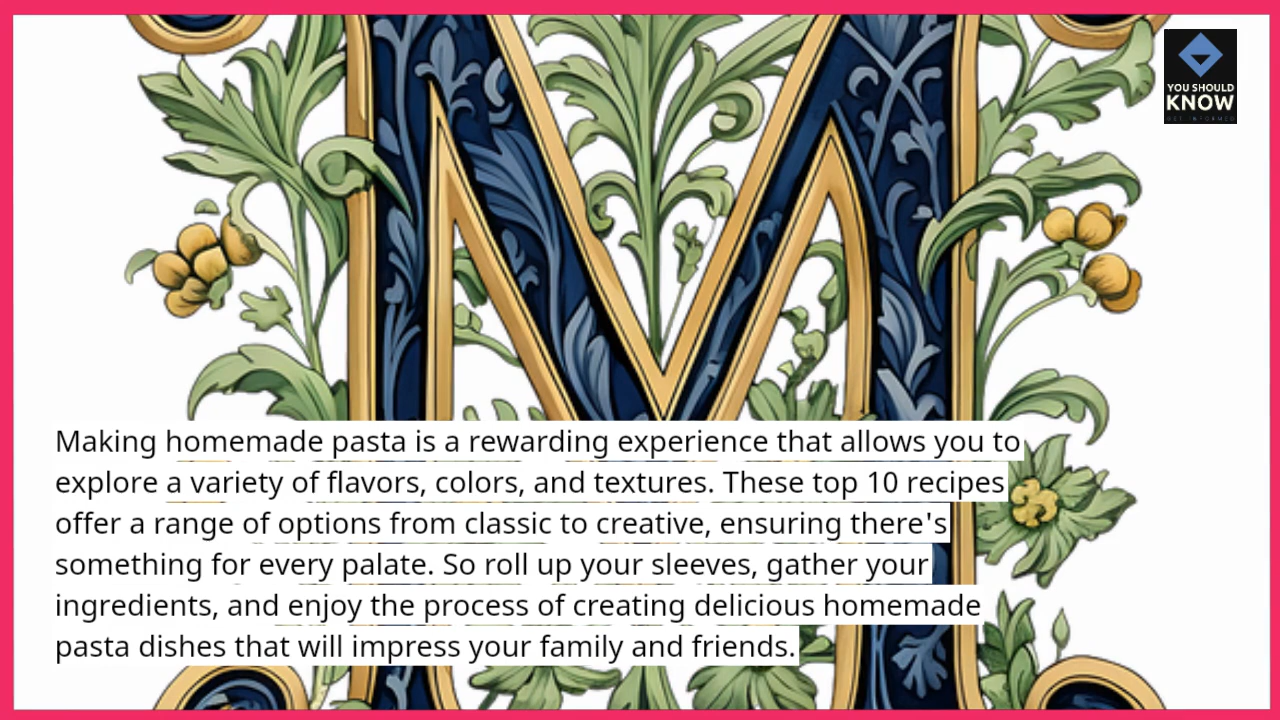 M
YOU SHOULD
KNOW
GET INFORMED
Making homemade pasta is a rewarding experience that allows you to
explore a variety of flavors, colors, and textures. These top 10 recipes
offer a range of options from classic to creative, ensuring there's
something for every palate. So roll up your sleeves, gather your
ingredients, and enjoy the process of creating delicious homemade
pasta dishes that will impress your family and friends.